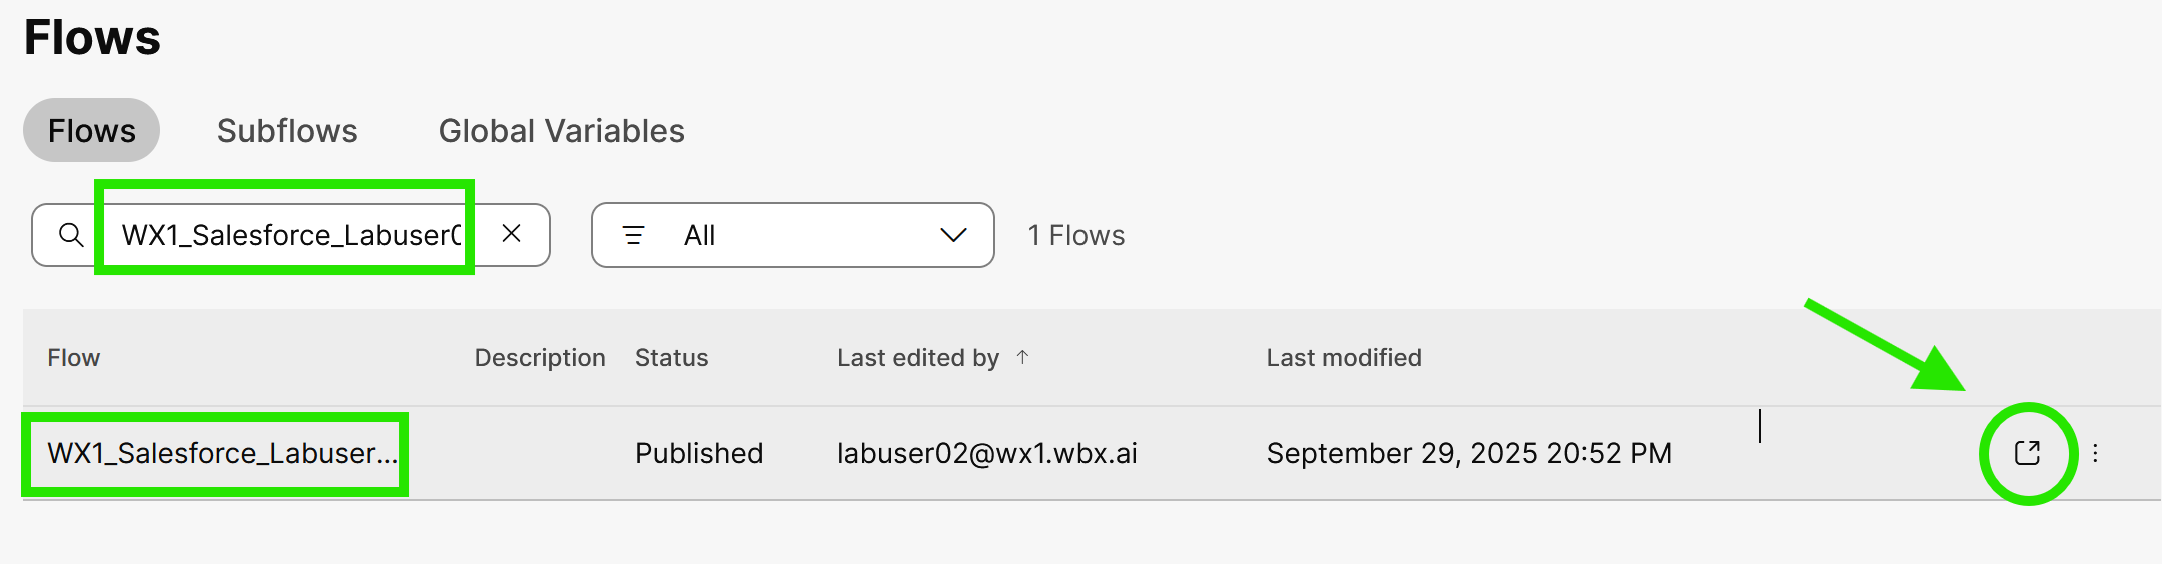 Flows
Flows Subflows Global Variables
WX1_Salesforce_Labuser All 1 Flows
Flow Description Status Last edited by ↑ Last modified
WX1_Salesforce_Labuser... Published labuser02@wx1.wbx.ai September 29, 2025 20:52 PM